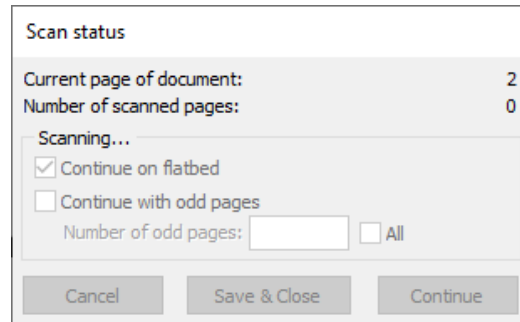 Scan status
Current page of document: 2
Number of scanned pages: 0
Scanning...
Continue on flatbed
Continue with odd pages
Number of odd pages: All
Cancel Save & Close Continue